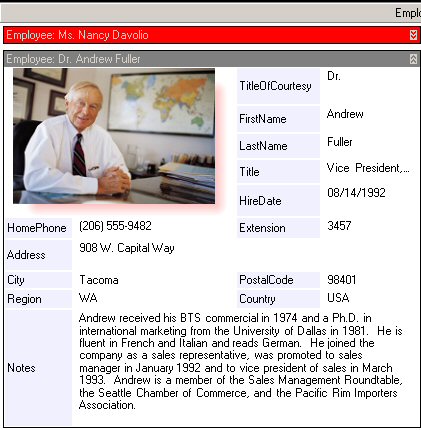 Emplo
Employee: Ms. Nancy Davolio
Employee: Dr. Andrew Fuller
TitleOfCourtesy Dr.
FirstName Andrew
LastName Fuller
Title Vice President,...
HireDate 08/14/1992
HomePhone (206) 555-9482 Extension 3457
Address 908 W. Capital Way
City Tacoma PostalCode 98401
Region WA Country USA
Notes
Andrew received his BTS commercial in 1974 and a Ph.D. in
international marketing from the University of Dallas in 1981. He is
fluent in French and Italian and reads German. He joined the
company as a sales representative, was promoted to sales
manager in January 1992 and to vice president of sales in March
1993. Andrew is a member of the Sales Management Roundtable,
the Seattle Chamber of Commerce, and the Pacific Rim Importers
Association.